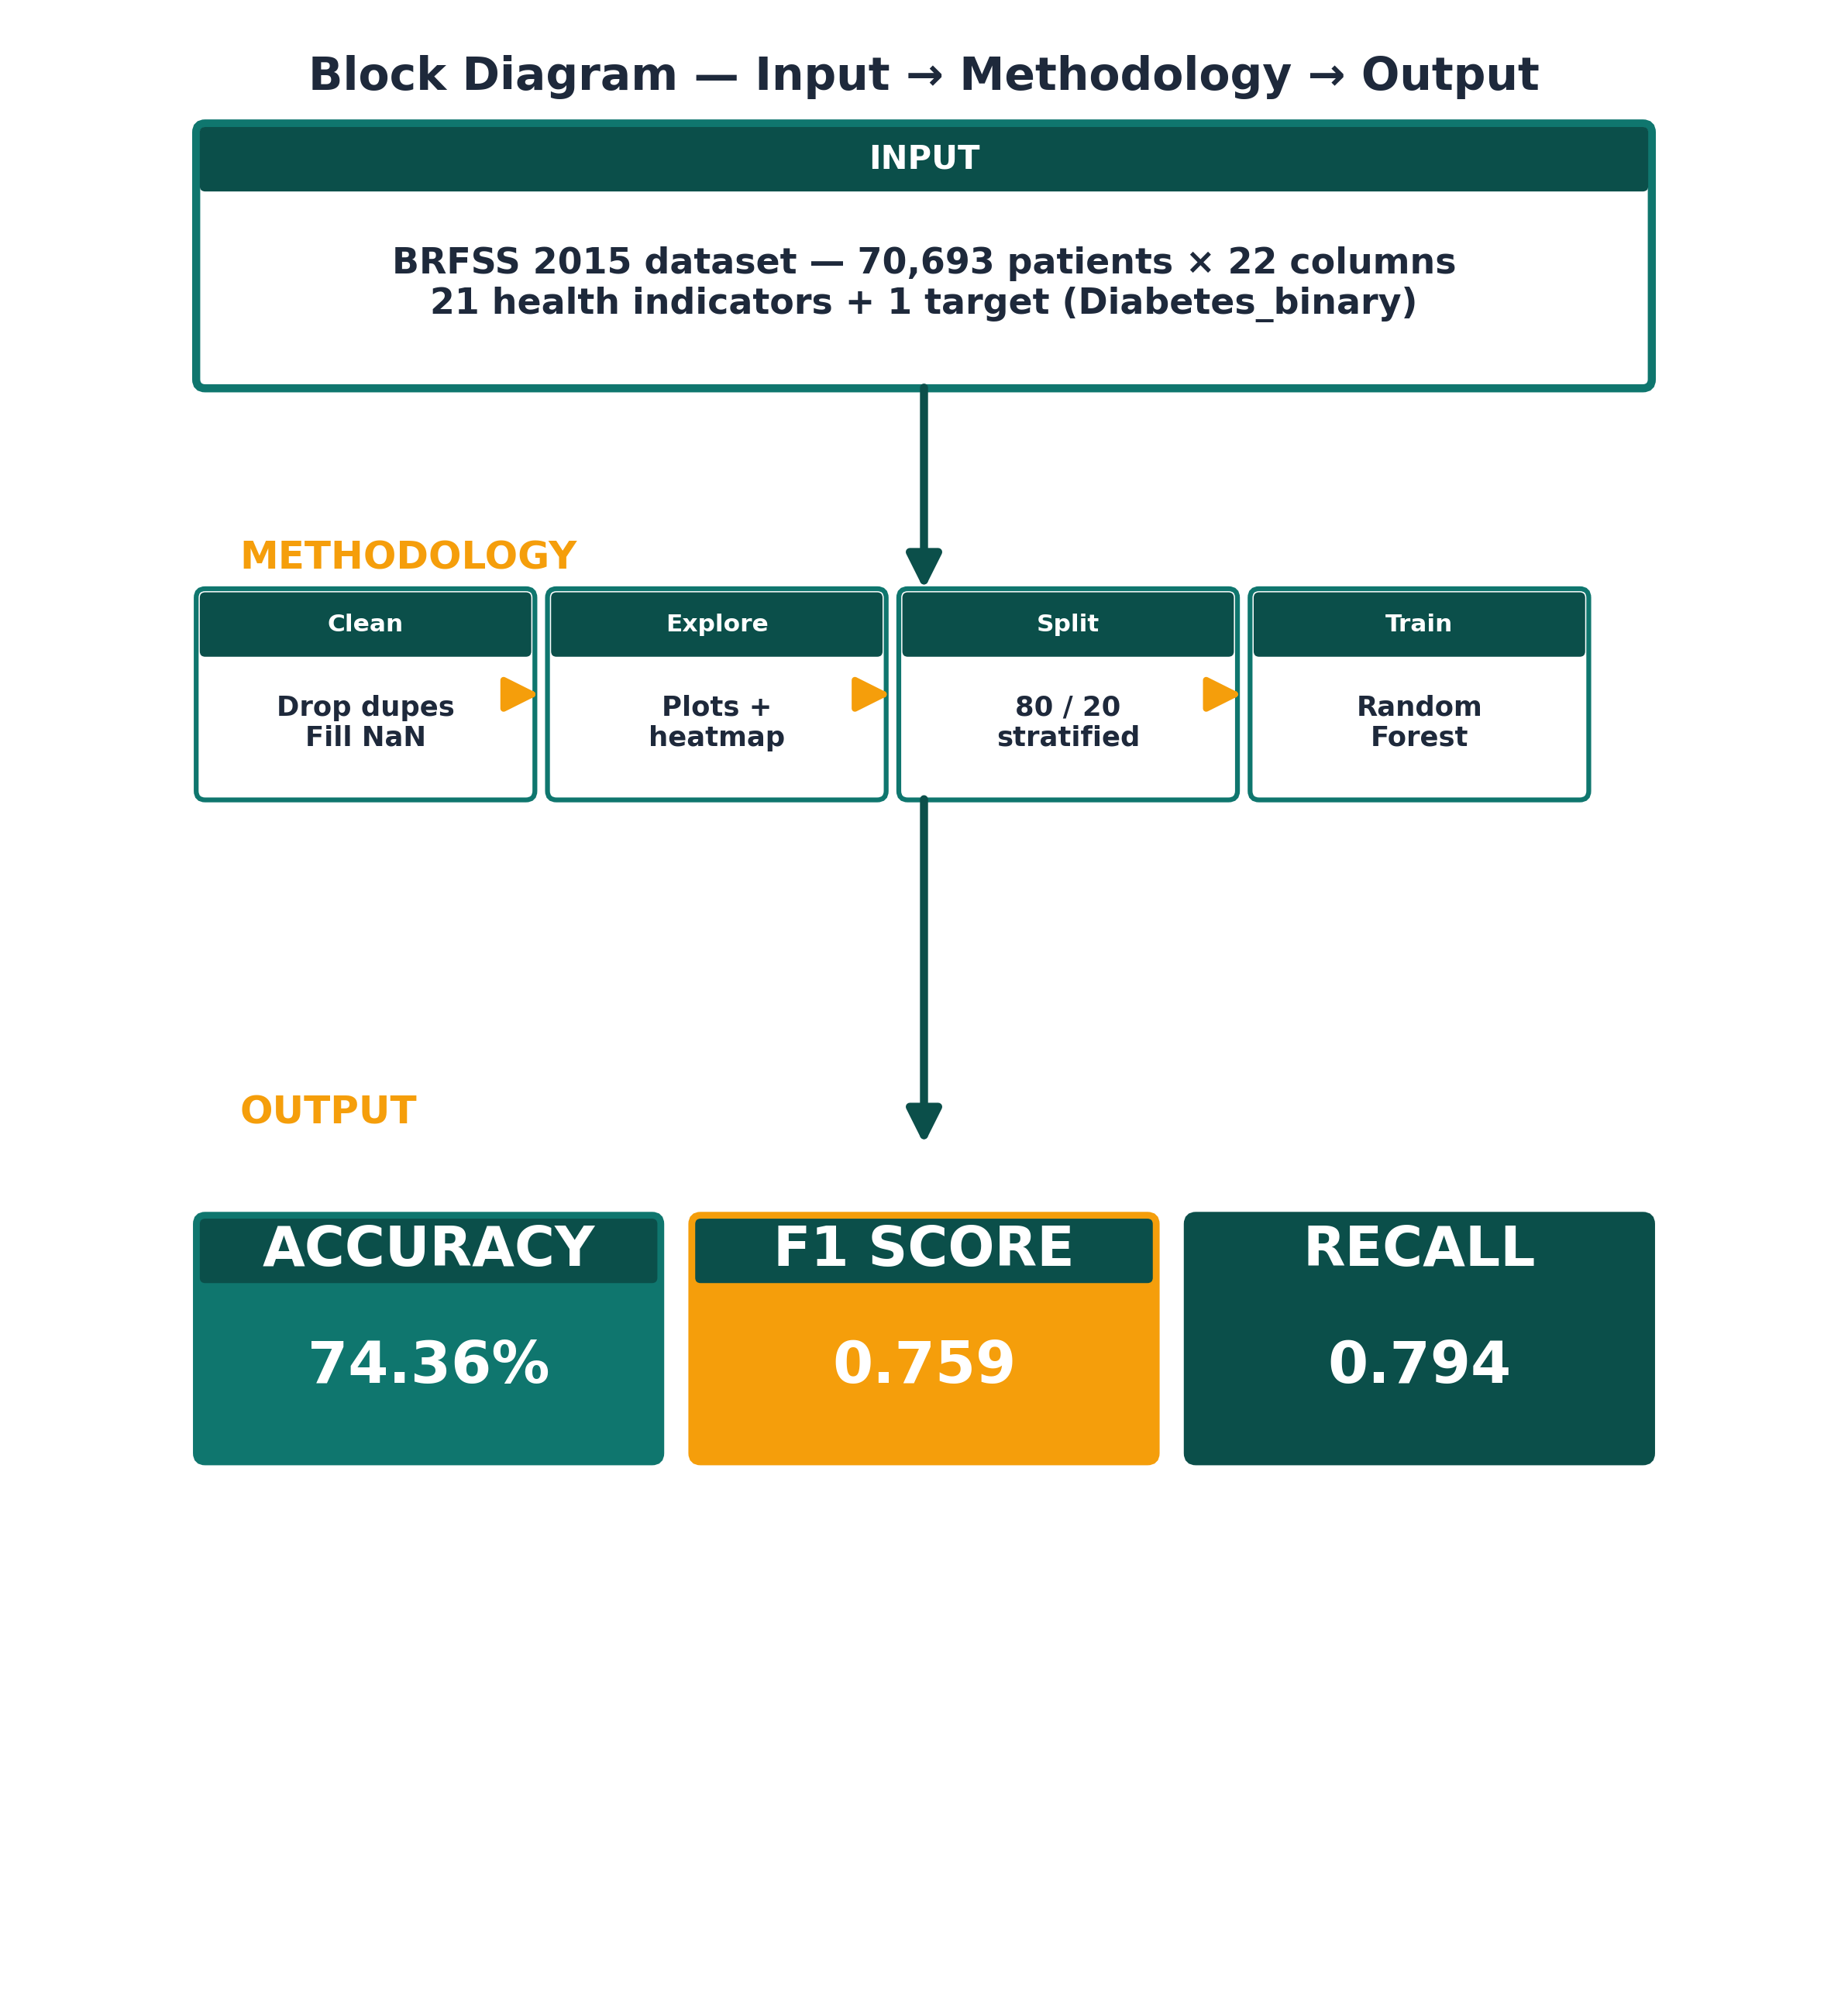 Block Diagram — Input → Methodology → Output
INPUT
BRFSS 2015 dataset — 70,693 patients × 22 columns
21 health indicators + 1 target (Diabetes_binary)
METHODOLOGY
Clean
Drop dupes
Fill NaN
Explore
Plots +
heatmap
Split
80 / 20
stratified
Train
Random
Forest
OUTPUT
ACCURACY
74.36%
F1 SCORE
0.759
RECALL
0.794